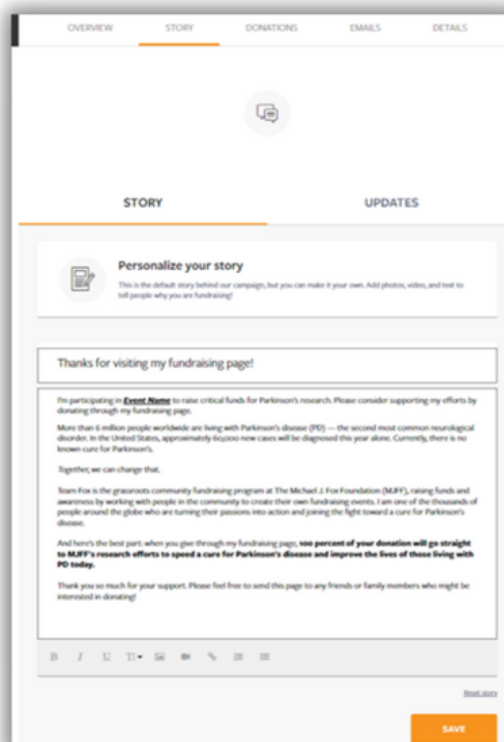 OVERVIEW STORY DONATIONS EMAILS DETAILS
STORY UPDATES
Personalize your story
This is the default story behind our campaign, but you can make it your own. Add photos, video, and text to
tell people why you are fundraising!
Thanks for visiting my fundraising page!
I'm participating in Event Name to raise critical funds for Parkinson's research. Please consider supporting my efforts by
donating through my fundraising page.
More than 6 million people worldwide are living with Parkinson's disease (PD) — the second most common neurological
disorder. In the United States, approximately 60,000 new cases will be diagnosed this year alone. Currently, there is no
known cure for Parkinson's.
Together, we can change that.
Team Fox is the grassroots community fundraising program at The Michael J. Fox Foundation (MJFF), raising funds and
awareness by working with people in the community to create their own fundraising events. I am one of the thousands of
people around the globe who are turning their passions into action and joining the fight toward a cure for Parkinson's
disease.
And here's the best part: when you give through my fundraising page, 100 percent of your donation will go straight
to MJFF's research efforts to speed a cure for Parkinson's disease and improve the lives of those living with
PD today.
Thank you so much for your support. Please feel free to send this page to any friends or family members who might be
interested in donating!
B I U T
Reset story
SAVE